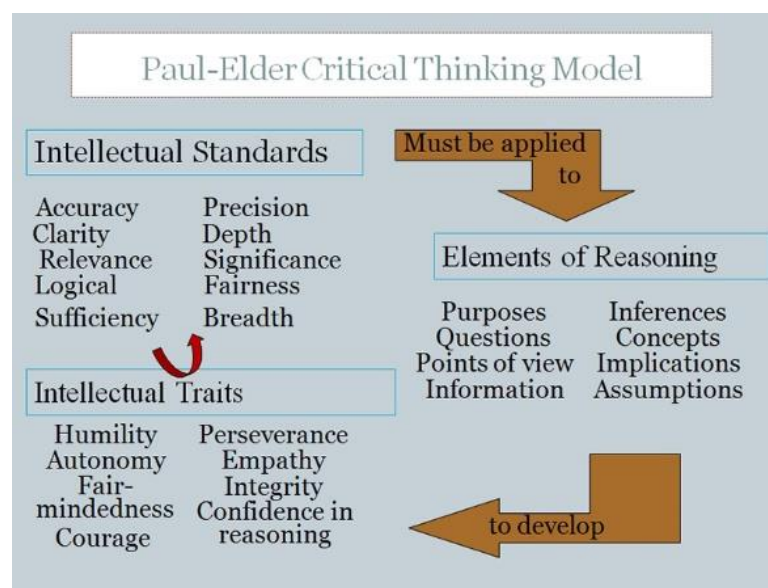 Paul-Elder Critical Thinking Model
Intellectual Standards
Accuracy
Clarity
Relevance
Logical
Sufficiency
Precision
Depth
Significance
Fairness
Breadth
Must be applied
to
Elements of Reasoning
Purposes
Questions
Points of view
Information
Inferences
Concepts
Implications
Assumptions
to develop
Intellectual Traits
Humility
Autonomy
Fair-
mindedness
Courage
Perseverance
Empathy
Integrity
Confidence in
reasoning